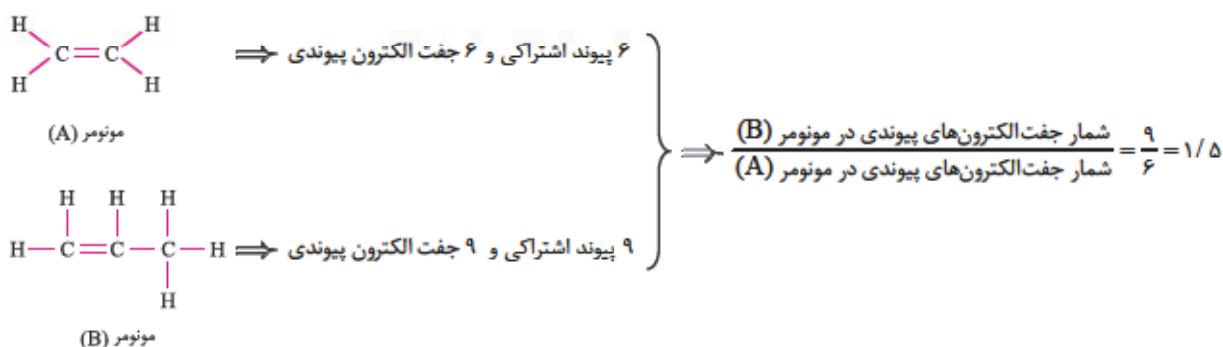 H H
C=C ⇒ ۶ پیوند اشتراکی و ۶ جفت الکترون پیوندی
H H
مونومر (A)
⇒ شمار جفت‌الکترون‌های پیوندی در مونومر (B) / شمار جفت‌الکترون‌های پیوندی در مونومر (A) = ۹/۶ = ۱/۵
H H H
H—C=C—C—H ⇒ ۹ پیوند اشتراکی و ۹ جفت الکترون پیوندی
H
مونومر (B)